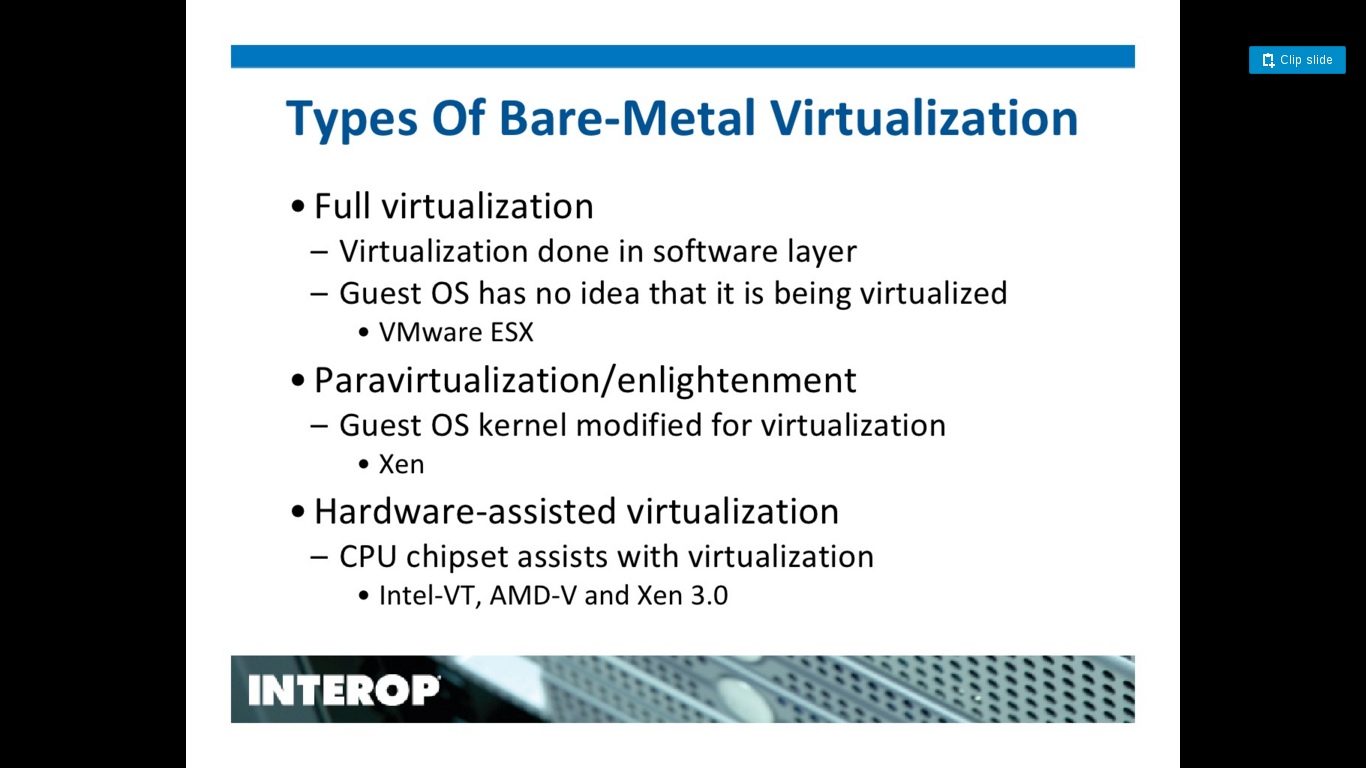 Clip slide
Types Of Bare-Metal Virtualization
• Full virtualization
– Virtualization done in software layer
– Guest OS has no idea that it is being virtualized
• VMware ESX
• Paravirtualization/enlightenment
– Guest OS kernel modified for virtualization
• Xen
• Hardware-assisted virtualization
– CPU chipset assists with virtualization
• Intel-VT, AMD-V and Xen 3.0
INTEROP